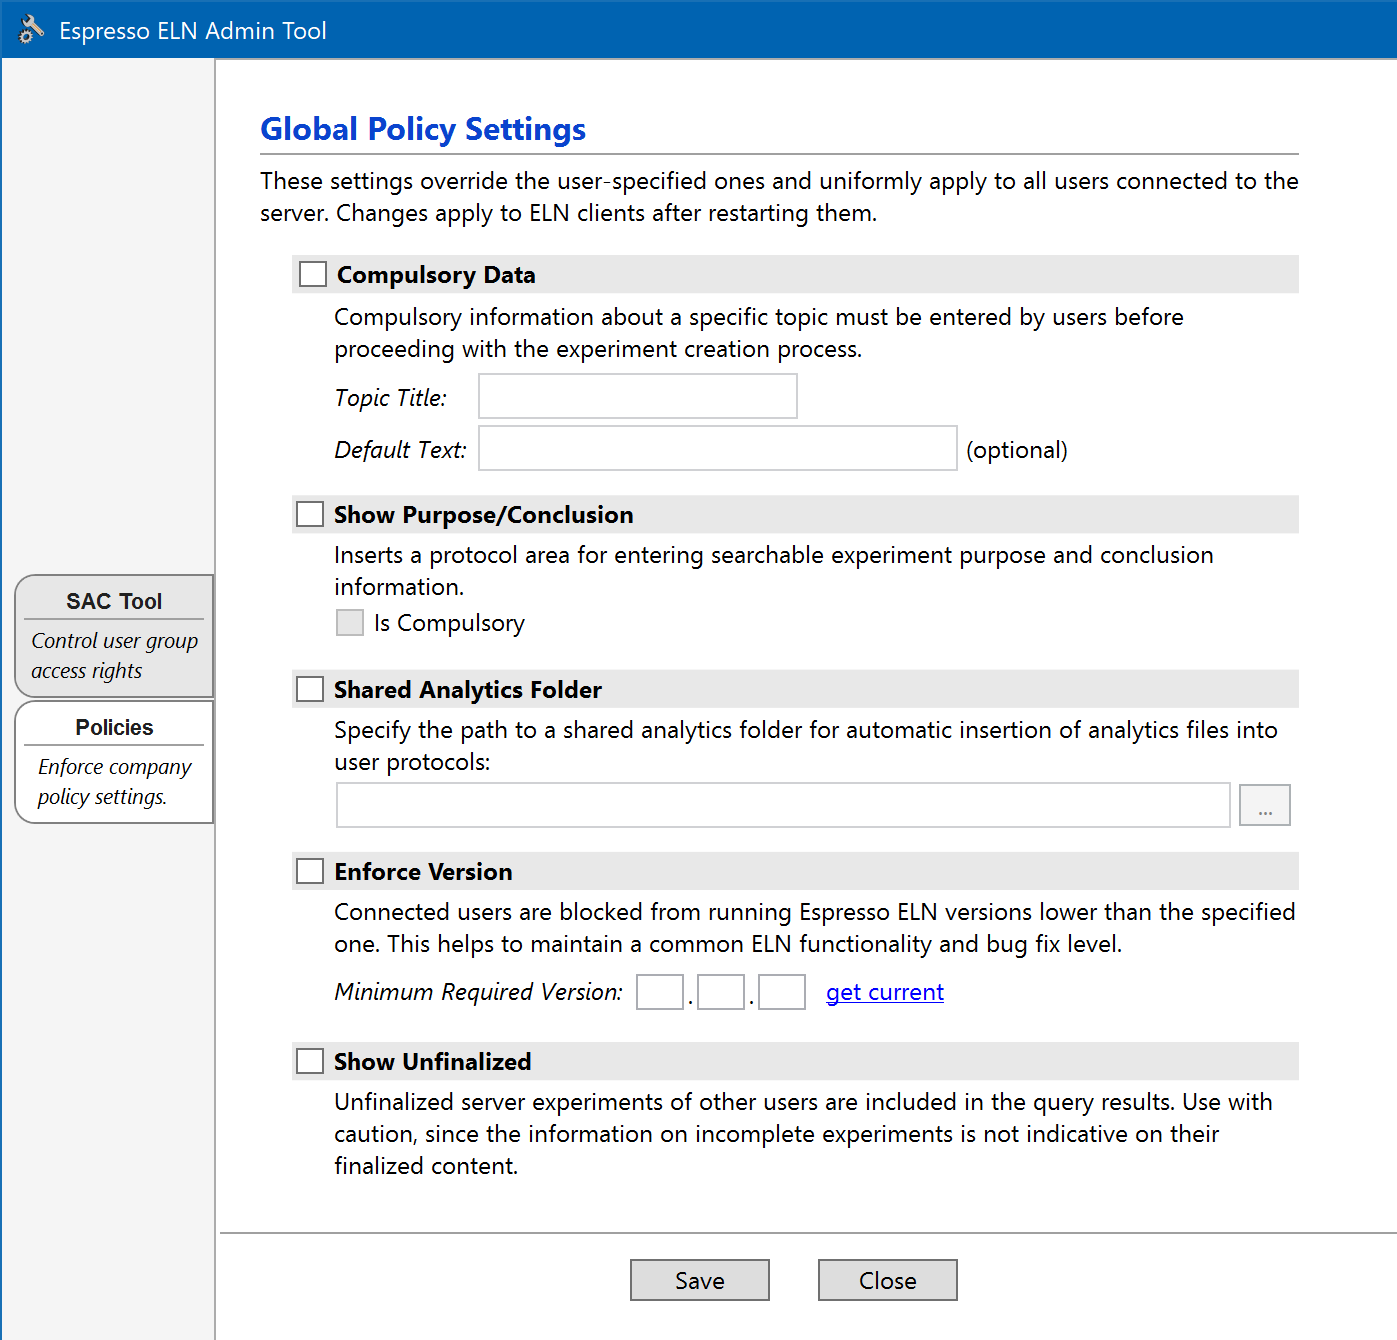 Espresso ELN Admin Tool
Global Policy Settings
These settings override the user-specified ones and uniformly apply to all users connected to the
server. Changes apply to ELN clients after restarting them.
Compulsory Data
Compulsory information about a specific topic must be entered by users before
proceeding with the experiment creation process.
Topic Title:
Default Text: (optional)
Show Purpose/Conclusion
Inserts a protocol area for entering searchable experiment purpose and conclusion
information.
Is Compulsory
SAC Tool
Control user group
access rights
Policies
Enforce company
policy settings.
Shared Analytics Folder
Specify the path to a shared analytics folder for automatic insertion of analytics files into
user protocols:
...
Enforce Version
Connected users are blocked from running Espresso ELN versions lower than the specified
one. This helps to maintain a common ELN functionality and bug fix level.
Minimum Required Version: . . get current
Show Unfinalized
Unfinalized server experiments of other users are included in the query results. Use with
caution, since the information on incomplete experiments is not indicative on their
finalized content.
Save Close